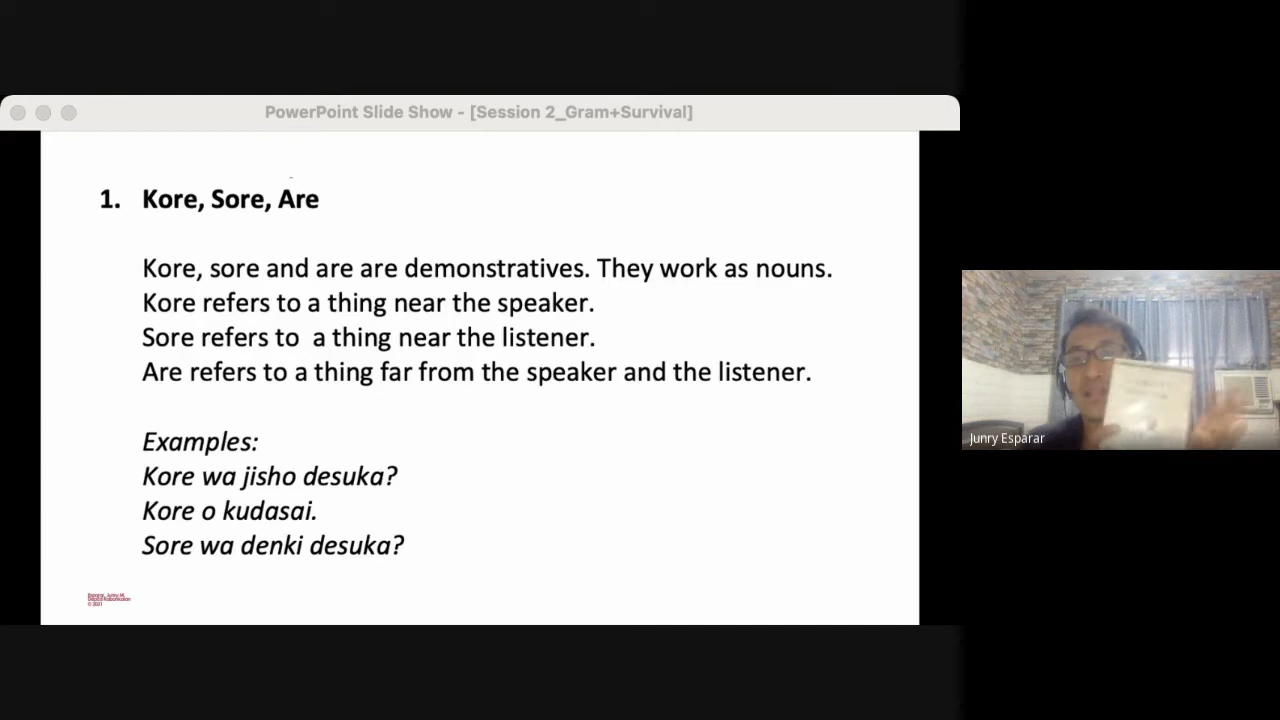 PowerPoint Slide Show - [Session 2_Gram+Survival]
1. Kore, Sore, Are
Kore, sore and are are demonstratives. They work as nouns.
Kore refers to a thing near the speaker.
Sore refers to  a thing near the listener.
Are refers to a thing far from the speaker and the listener.
Examples:
Kore wa jisho desuka?
Kore o kudasai.
Sore wa denki desuka?
Esparar, Junry M.
© 2021
Junry Esparar